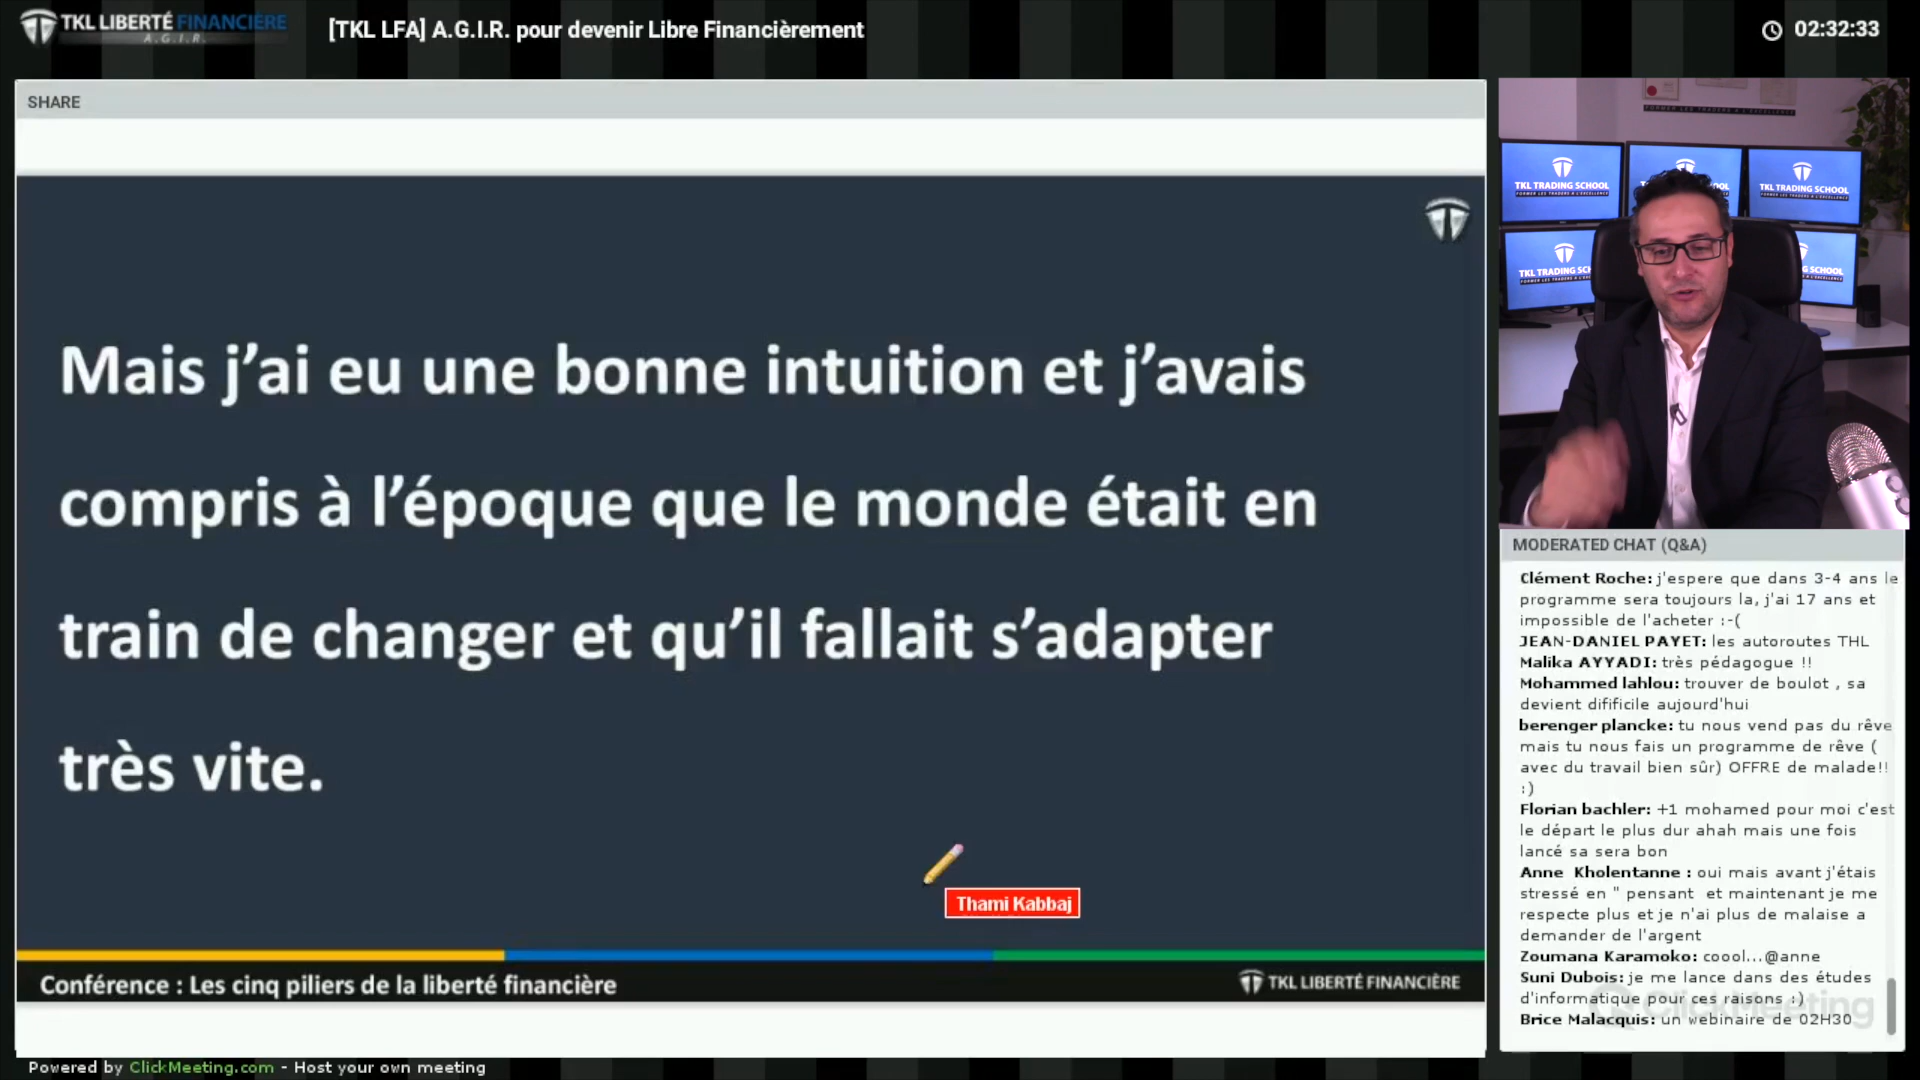 TKL LIBERTÉ FINANCIÈRE
A.G.I.R.
[TKL LFA] A.G.I.R. pour devenir Libre Financièrement
02:32:33
SHARE
Mais j’ai eu une bonne intuition et j’avais
compris à l’époque que le monde était en
train de changer et qu’il fallait s’adapter
très vite.
Thami Kabbaj
Conférence : Les cinq piliers de la liberté financière
TKL LIBERTÉ FINANCIÈRE
Powered by ClickMeeting.com - Host your own meeting
TKL TRADING SCHOOL
FORMER LES TRADERS A L'EXCELLENCE
TKL TRADING SCHOOL
TKL TRADING SC
SCHOOL
MODERATED CHAT (Q&A)
Clément Roche: j'espere que dans 3-4 ans le
programme sera toujours la, j'ai 17 ans et
impossible de l'acheter :-(
JEAN-DANIEL PAYET: les autoroutes THL
Malika AYYADI: très pédagogue !!
Mohammed lahlou: trouver de boulot , sa
devient difificile aujourd'hui
berenger plancke: tu nous vend pas du rêve
mais tu nous fais un programme de rêve (
avec du travail bien sûr) OFFRE de malade!!
:)
Florian bachler: +1 mohamed pour moi c'est
le départ le plus dur ahah mais une fois
lancé sa sera bon
Anne Kholentanne : oui mais avant j'étais
stressé en " pensant et maintenant je me
respecte plus et je n'ai plus de malaise a
demander de l'argent
Zoumana Karamoko: coool...@anne
Suni Dubois: je me lance dans des études
d'informatique pour ces raisons :)
Brice Malacquis: un webinaire de 02H30
ClickMeeting